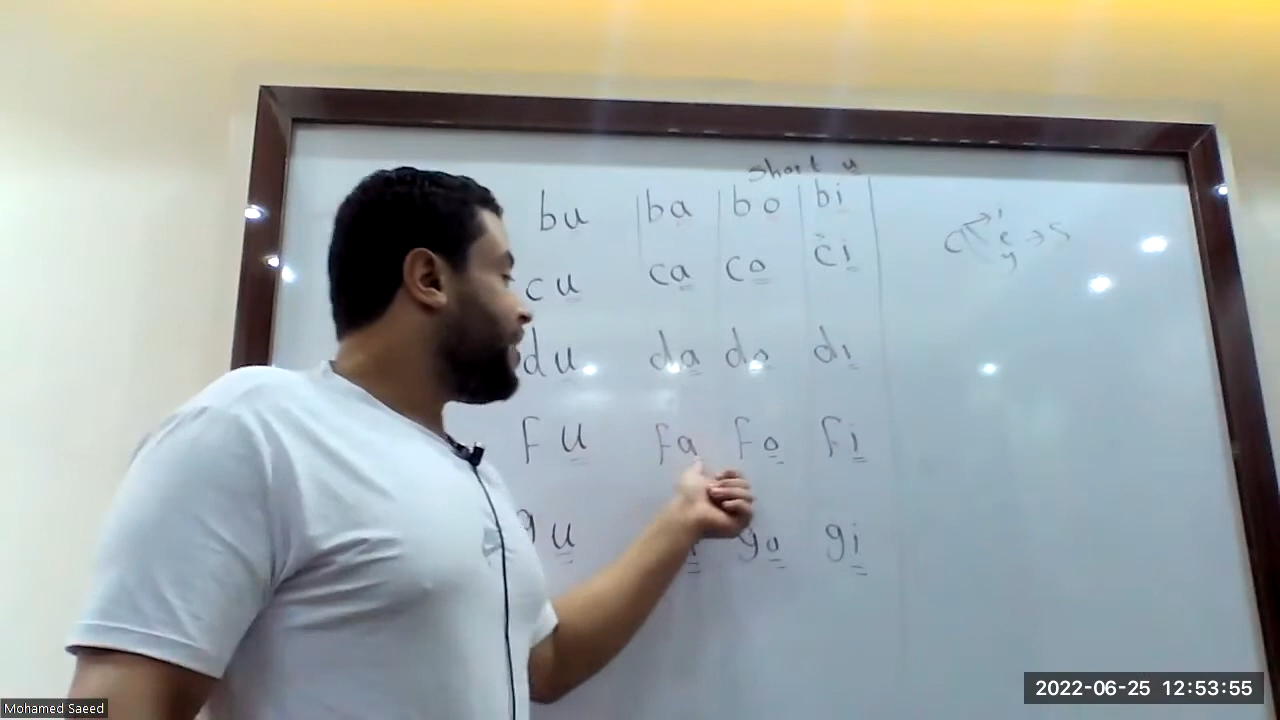 short u
bu ba bo bi
cu ca co ci
du da do di
fu fa fo fi
gu go gi
c i e y → s
Mohamed Saeed
2022-06-25 12:53:55